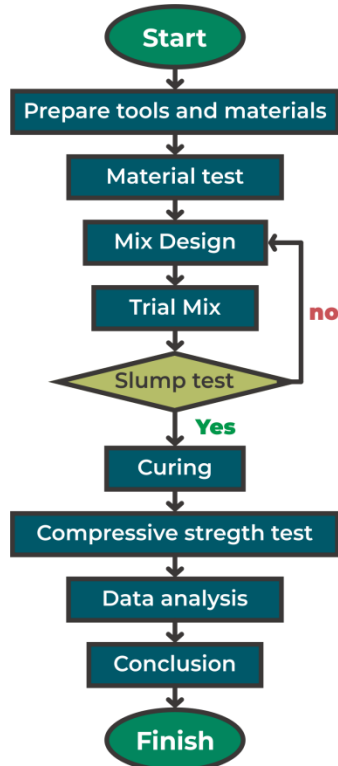 Start
Prepare tools and materials
Material test
Mix Design
Trial Mix
no
Slump test
Yes
Curing
Compressive stregth test
Data analysis
Conclusion
Finish